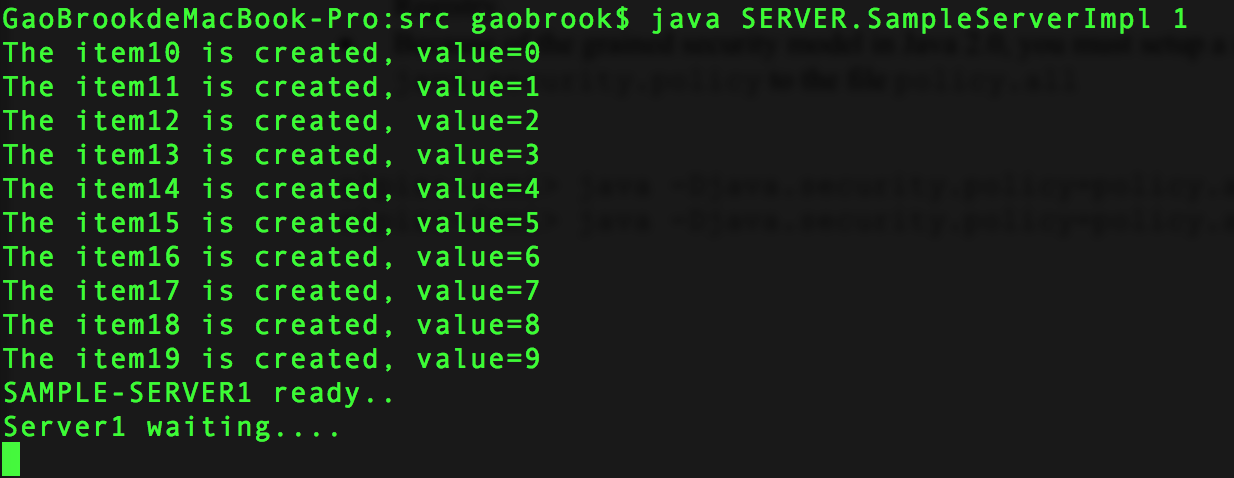 GaoBrookdeMacBook-Pro:src gaobrook$ java SERVER.SampleServerImpl 1
The item10 is created, value=0
The item11 is created, value=1
The item12 is created, value=2
The item13 is created, value=3
The item14 is created, value=4
The item15 is created, value=5
The item16 is created, value=6
The item17 is created, value=7
The item18 is created, value=8
The item19 is created, value=9
SAMPLE-SERVER1 ready..
Server1 waiting....